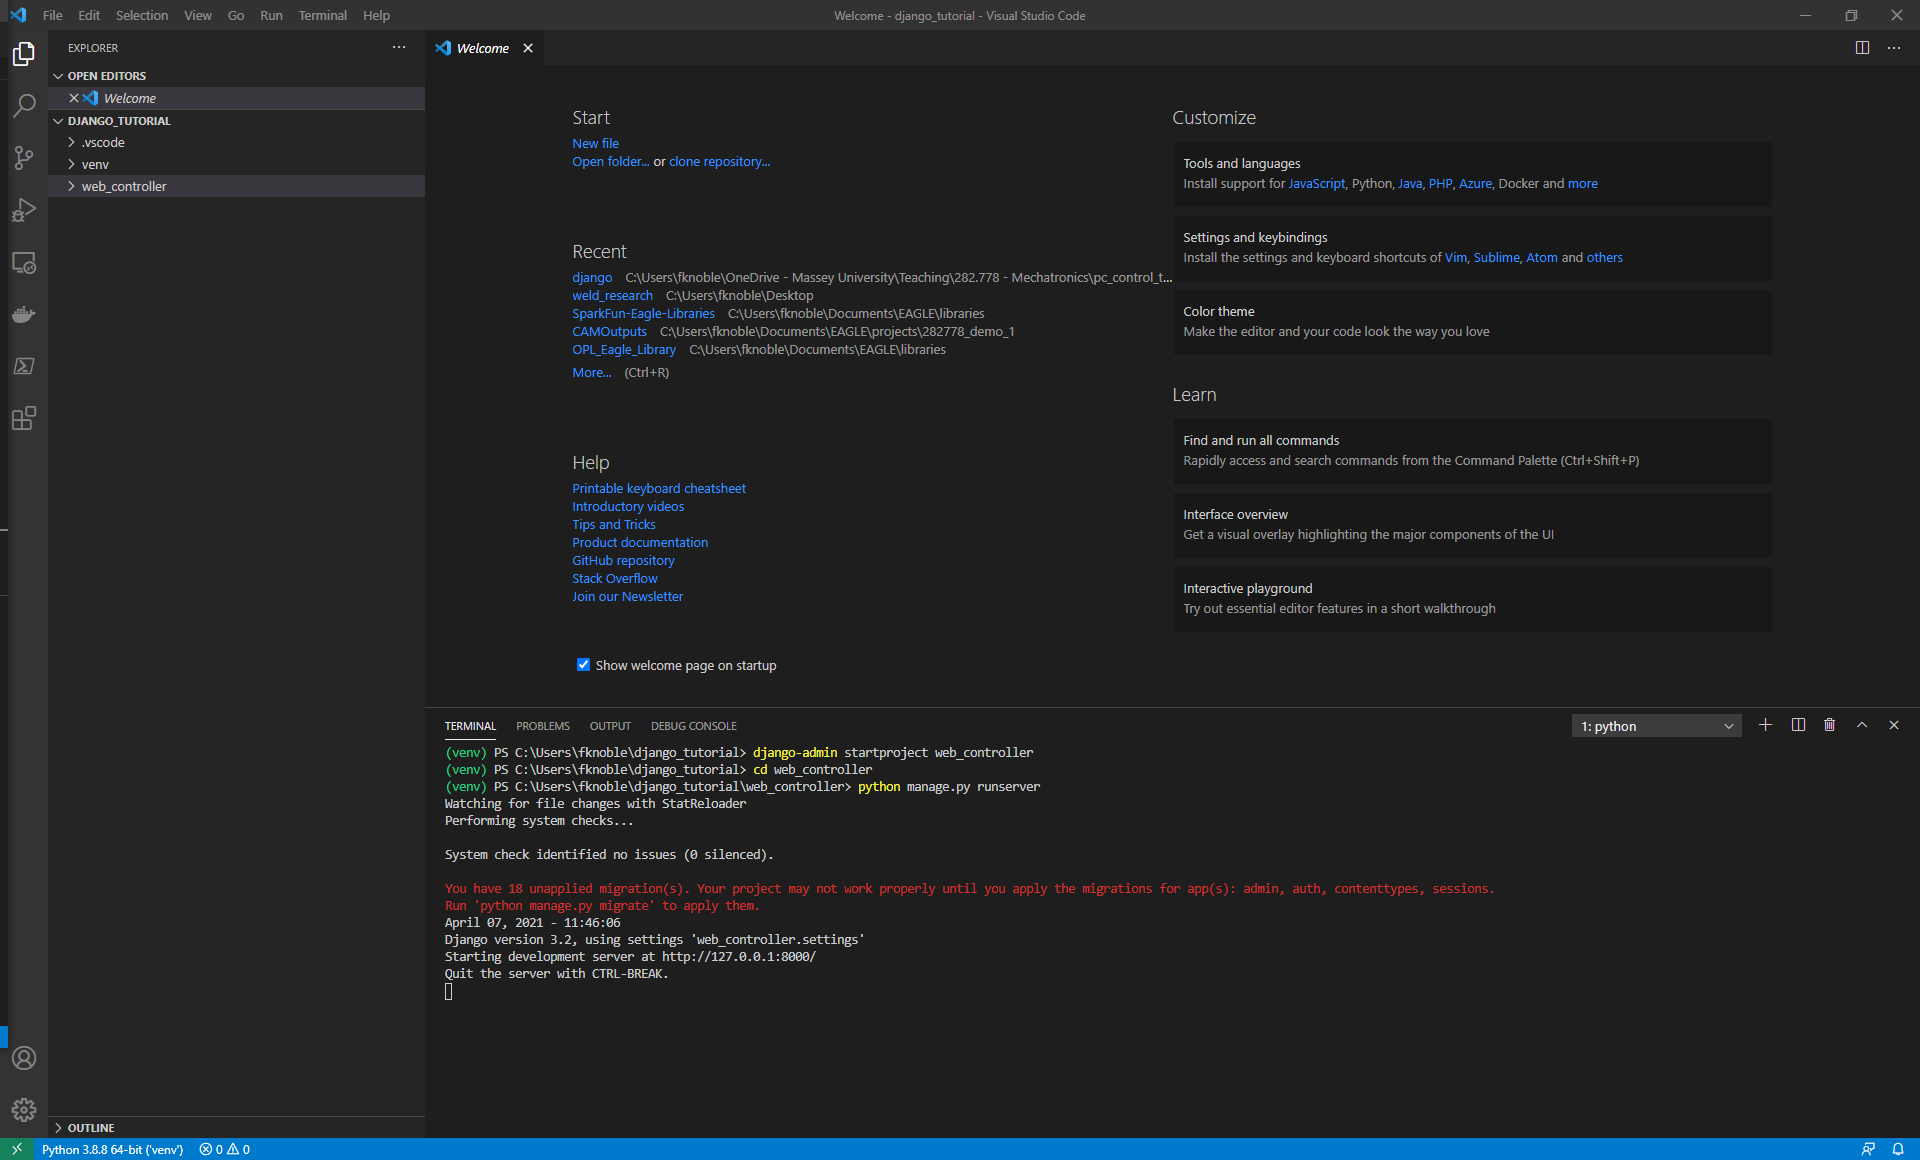 File Edit Selection View Go Run Terminal Help
Welcome - django_tutorial - Visual Studio Code
EXPLORER
OPEN EDITORS
Welcome
DJANGO_TUTORIAL
.vscode
venv
web_controller
OUTLINE
Welcome
Start
New file
Open folder... or clone repository...
Recent
django C:\Users\fknoble\OneDrive - Massey University\Teaching\282.778 - Mechatronics\pc_control_t...
weld_research C:\Users\fknoble\Desktop
SparkFun-Eagle-Libraries C:\Users\fknoble\Documents\EAGLE\libraries
CAMOutputs C:\Users\fknoble\Documents\EAGLE\projects\282778_demo_1
OPL_Eagle_Library C:\Users\fknoble\Documents\EAGLE\libraries
More... (Ctrl+R)
Help
Printable keyboard cheatsheet
Introductory videos
Tips and Tricks
Product documentation
GitHub repository
Stack Overflow
Join our Newsletter
Show welcome page on startup
Customize
Tools and languages
Install support for JavaScript, Python, Java, PHP, Azure, Docker and more
Settings and keybindings
Install the settings and keyboard shortcuts of Vim, Sublime, Atom and others
Color theme
Make the editor and your code look the way you love
Learn
Find and run all commands
Rapidly access and search commands from the Command Palette (Ctrl+Shift+P)
Interface overview
Get a visual overlay highlighting the major components of the UI
Interactive playground
Try out essential editor features in a short walkthrough
TERMINAL PROBLEMS OUTPUT DEBUG CONSOLE
1: python
(venv) PS C:\Users\fknoble\django_tutorial> django-admin startproject web_controller
(venv) PS C:\Users\fknoble\django_tutorial> cd web_controller
(venv) PS C:\Users\fknoble\django_tutorial\web_controller> python manage.py runserver
Watching for file changes with StatReloader
Performing system checks...
System check identified no issues (0 silenced).
You have 18 unapplied migration(s). Your project may not work properly until you apply the migrations for app(s): admin, auth, contenttypes, sessions.
Run 'python manage.py migrate' to apply them.
April 07, 2021 - 11:46:06
Django version 3.2, using settings 'web_controller.settings'
Starting development server at http://127.0.0.1:8000/
Quit the server with CTRL-BREAK.
Python 3.8.8 64-bit ('venv') 0 0